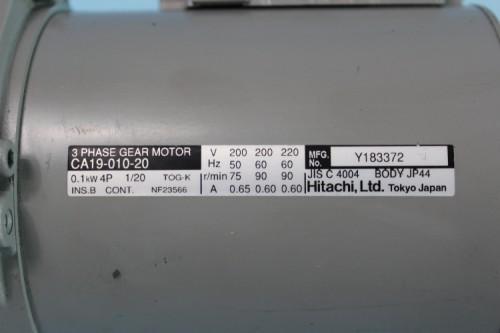 3 PHASE GEAR MOTOR
CA19-010-20
0.1kW 4P 1/20 TOG-K
INS.B CONT. NF23566
V 200 200 220
Hz 50 60 60
r/min 75 90 90
A 0.65 0.60 0.60
MFG. No. Y183372
JIS C 4004 BODY JP44
Hitachi, Ltd. Tokyo Japan